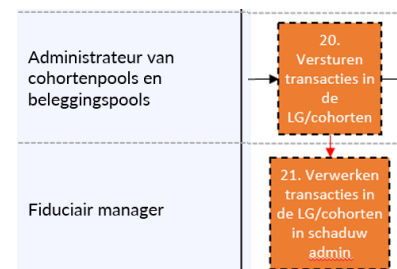 Administrateur van
cohortenpools en
beleggingspools
20.
Versturen
transacties in
de
LG/cohorten
Fiduciair manager
21. Verwerken
transacties in
de LG/cohorten
in schaduw
admin